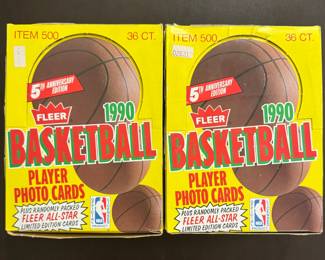 ITEM 500 36 CT.
5TH ANNIVERSARY
EDITION
FLEER
1990
BASKETBALL
PLAYER
PHOTO CARDS
PLUS RANDOMLY PACKED
FLEER ALL-STAR
LIMITED EDITION CARDS
NBA
ITEM 500 36 CT.
5TH ANNIVERSARY
EDITION
FLEER
1990
BASKETBALL
PLAYER
PHOTO CARDS
PLUS RANDOMLY PACKED
FLEER ALL-STAR
LIMITED EDITION CARDS
NBA